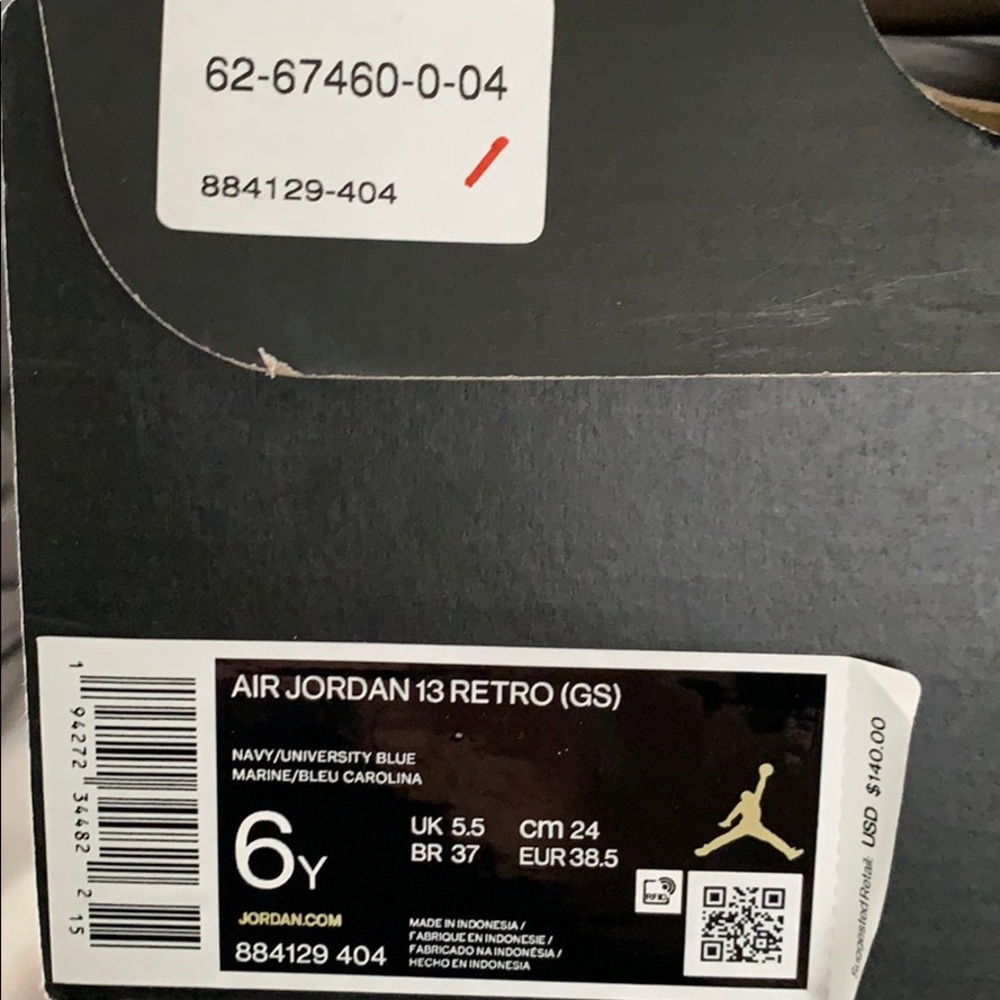 62-67460-0-04
884129-404
AIR JORDAN 13 RETRO (GS)
NAVY/UNIVERSITY BLUE
MARINE/BLEU CAROLINA
6Y
UK 5.5 cm 24
BR 37 EUR 38.5
JORDAN.COM
884129 404
MADE IN INDONESIA /
FABRIQUE EN INDONESIE /
FABRICADO NA INDONÉSIA /
HECHO EN INDONESIA
RFID
1 94272 34482 2 15
Suggested Retail: USD $140.00